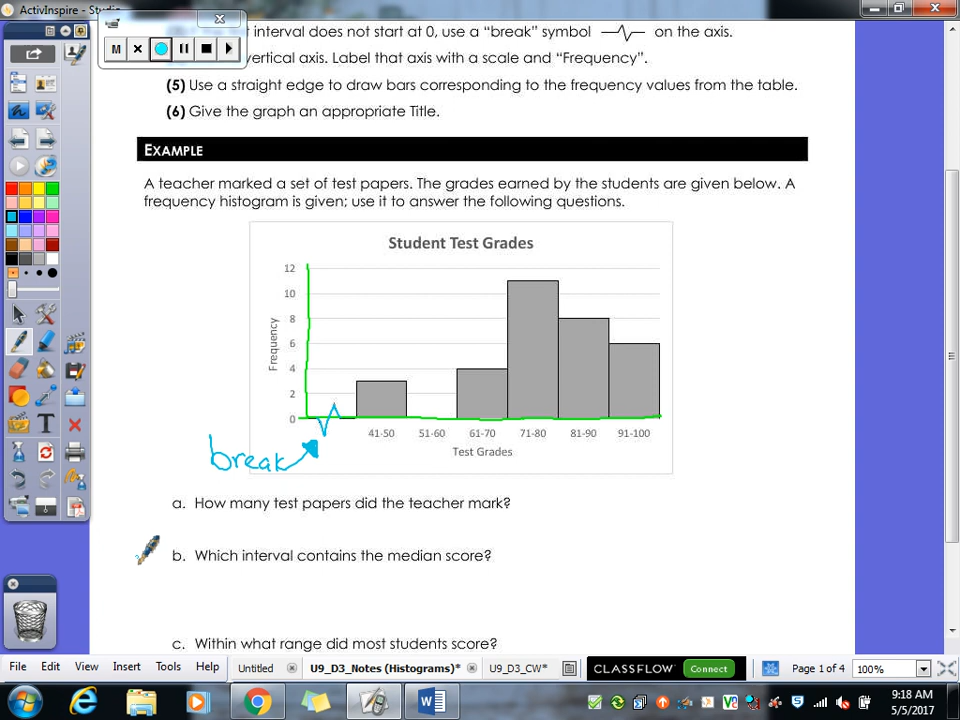 ActivInspire - Studio
interval does not start at 0, use a “break” symbol on the axis.
vertical axis. Label that axis with a scale and “Frequency”.
(5) Use a straight edge to draw bars corresponding to the frequency values from the table.
(6) Give the graph an appropriate Title.
EXAMPLE
A teacher marked a set of test papers. The grades earned by the students are given below. A
frequency histogram is given; use it to answer the following questions.
Student Test Grades
12
10
8
6
4
2
0
Frequency
41-50 51-60 61-70 71-80 81-90 91-100
Test Grades
break
a. How many test papers did the teacher mark?
b. Which interval contains the median score?
c. Within what range did most students score?
File Edit View Insert Tools Help Untitled U9_D3_Notes (Histograms)* U9_D3_CW* CLASSFLOW Connect Page 1 of 4 100%
9:18 AM
5/5/2017